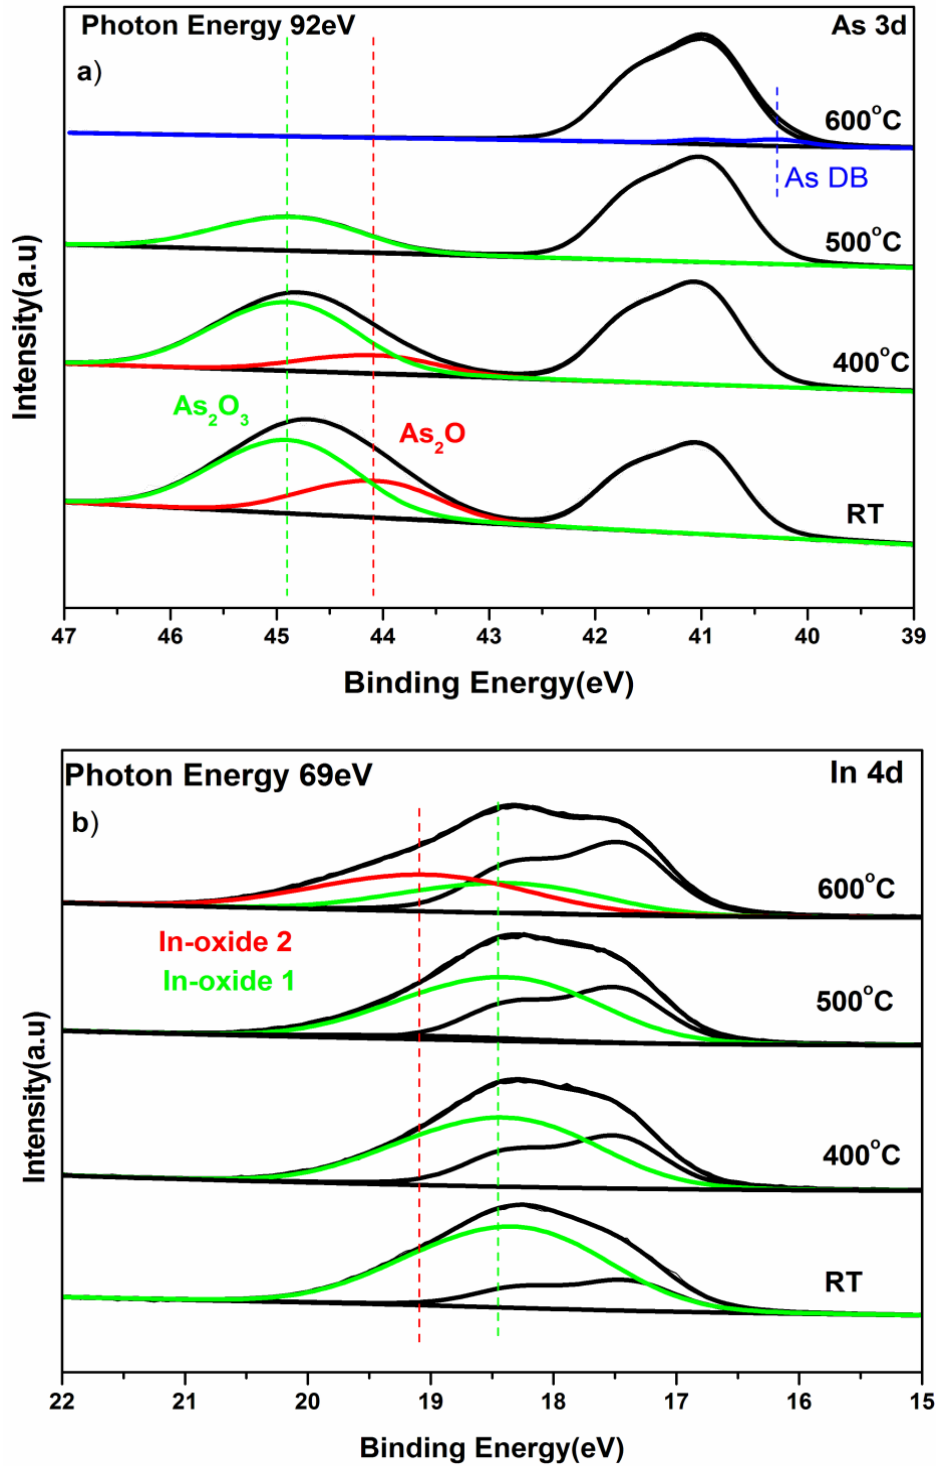 Photon Energy 92eV
As 3d
a)
600°C
As DB
500°C
400°C
As₂O₃
As₂O
RT
Intensity(a.u)
47 46 45 44 43 42 41 40 39
Binding Energy(eV)
Photon Energy 69eV
In 4d
b)
600°C
In-oxide 2
In-oxide 1
500°C
400°C
RT
Intensity(a.u)
22 21 20 19 18 17 16 15
Binding Energy(eV)